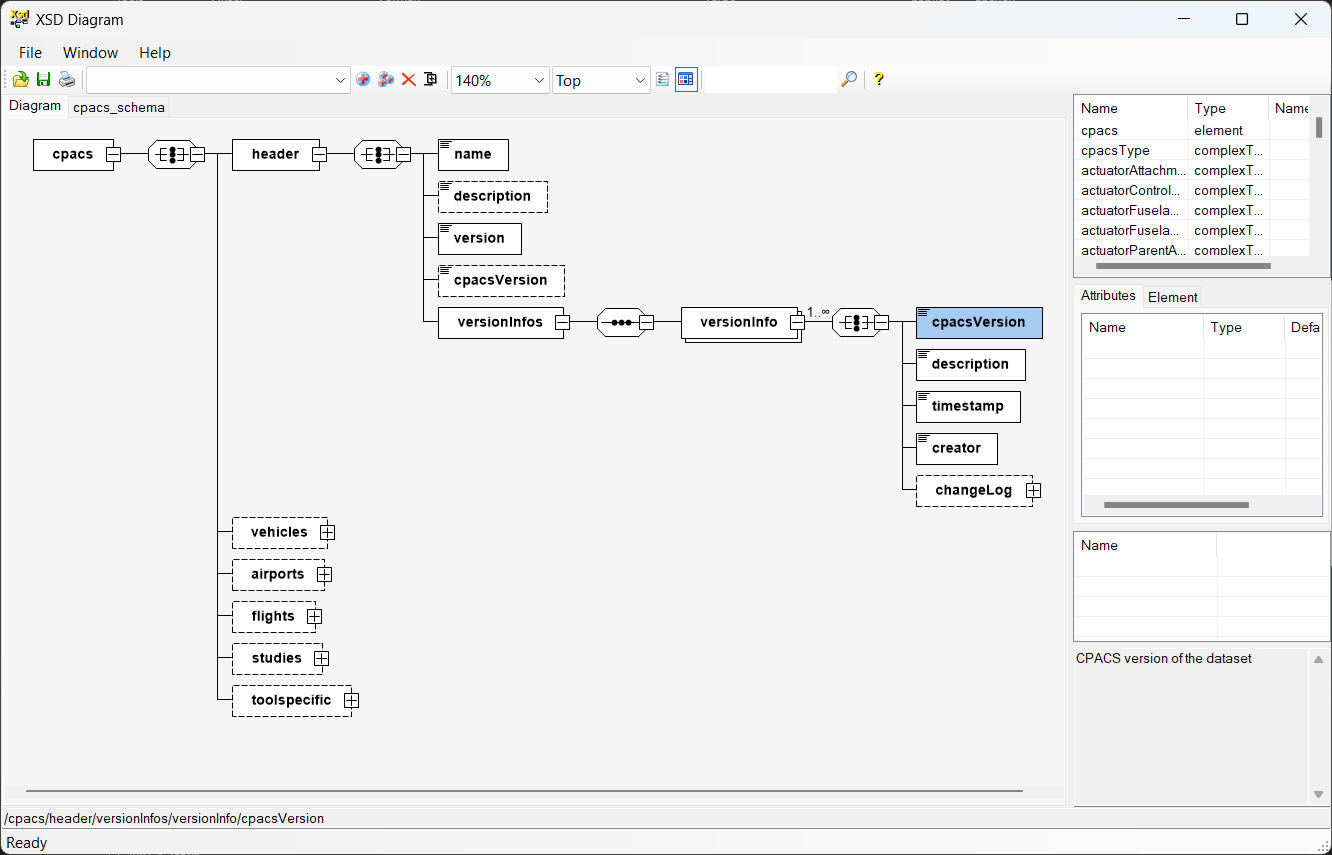 XSD Diagram
File Window Help
140% Top ?
Diagram cpacs_schema
cpacs header name
description
version
cpacsVersion
versionInfos versionInfo 1..∞ cpacsVersion
description
timestamp
creator
changeLog
vehicles
airports
flights
studies
toolspecific
Name Type Name
cpacs element
cpacsType complexT...
actuatorAttachm... complexT...
actuatorControl... complexT...
actuatorFusela... complexT...
actuatorFusela... complexT...
actuatorParentA... complexT...
Attributes Element
Name Type Defa
Name
CPACS version of the dataset
/cpacs/header/versionInfos/versionInfo/cpacsVersion
Ready